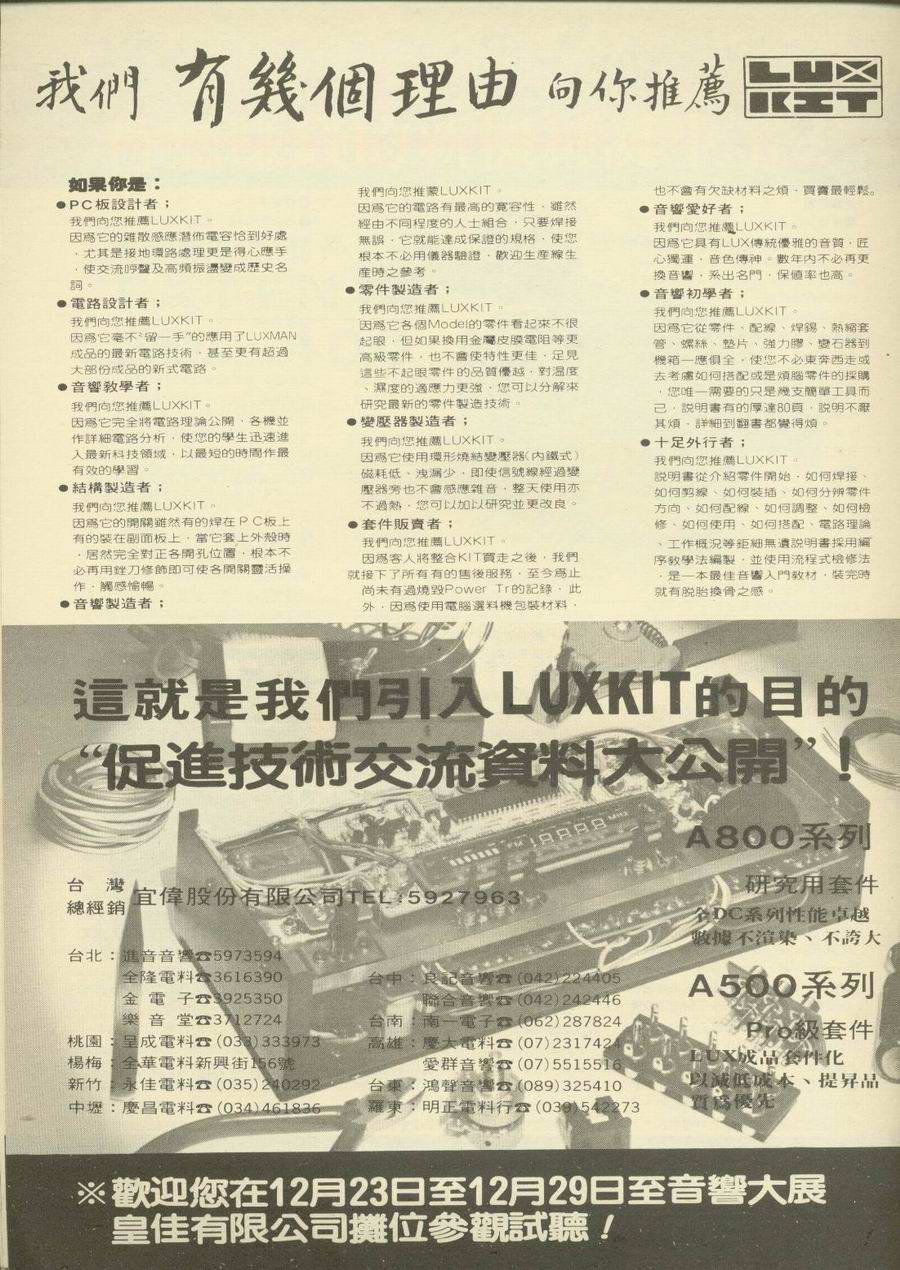 我們 有幾個理由 向你推薦 LUX KIT
如果你是：
●PC板設計者；
我們向您推薦LUXKIT。
因爲它的雜散感應潛佈電容恰到好處
，尤其是接地環路處理更是得心應手
，使交流哼聲及高頻振盪變成歷史名
詞。
●電路設計者；
我們向您推薦LUXKIT。
因爲它毫不“留一手”的應用了LUXMAN
成品的最新電路技術，甚至更有超過
大部份成品的新式電路。
●音響教學者；
我們向您推薦LUXKIT。
因爲它完全將電路理論公開，各機並
作詳細電路分析，使您的學生迅速進
入最新科技領域，以最短的時間作最
有效的學習。
●結構製造者；
我們向您推薦LUXKIT。
因爲它的開關雖然有的焊在ＰＣ板上
有的裝在副面板上，當它套上外殼時
，居然完全對正各開孔位置，根本不
必再用銼刀修飾即可使各開關靈活操
作，觸感愉暢。
●音響製造者；
我們向您推蒙LUXKIT。
因爲它的電路有最高的寬容性，雖然
經由不同程度的人士組合，只要焊接
無誤，它就能達成保證的規格，使您
根本不必用儀器驗證，歡迎生産線生
産時之參考。
●零件製造者；
我們向您推薦LUXKIT。
因爲它各個Model的零件看起來不很
起眼，但如果換用金屬皮膜電阻等更
高級零件，也不會使特性更佳，足見
這些不起眼零件的品質優越，對溫度
、濕度的適應力更強，您可以分解來
研究最新的零件製造技術。
●變壓器製造者；
我們向您推薦LUXKIT。
因爲它使用環形燒結變壓器(內鐵式)
磁耗低、洩漏少，即使信號線經過變
壓器旁也不會感應雜音，整天使用亦
不過熱，您可以加以研究並更改良。
●套件販賣者；
我們向您推薦LUXKIT。
因爲客人將整合KIT買走之後，我們
就接下了所有有的售後服務，至今爲止
尚未有過燒毀Power Tr的記錄，此
外，因爲使用電腦選料機包裝材料，
也不會有欠缺材料之煩，買賣最輕鬆。
●音響愛好者；
我們向您推薦LUXKIT。
因爲它具有LUX傳統優雅的音質，匠
心獨運，音色傳神。數年內不必再更
換音響，系出名門，保值率也高。
●音響初學者；
我們向您推薦LUXKIT。
因爲它從零件、配線、焊錫、熱縮套
管、螺絲、墊片、強力膠、變石器到
機箱一應俱全，使您不必東奔西走或
去考慮如何搭配或是煩腦零件的採購
，您唯一需要的只是幾支簡單工具而
己，說明書有的厚達80頁，說明不厭
其煩，詳細到翻書都覺得煩。
●十足外行者；
我們向您推薦LUXKIT。
說明書從介紹零件開始，如何焊接、
如何剪線、如何裝插、如何分辨零件
方向、如何配線、如何調整、如何檢
修、如何使用、如何搭配、電路理論
、工作概況等鉅細無遺說明書採用編
序教學法編製，並使用流程式檢修法
，是一本最佳音響入門教材，裝完時
就有脫胎換骨之感。
這就是我們引入LUXKIT的目的
“促進技術交流資料大公開”！
18888 MHz
A800系列
研究用套件
全DC系列性能卓越
數據不渲染、不誇大
A500系列
Pro級套件
LUX成品套件化
以減低成本、提昇品
質爲優先
台灣
總經銷 宜偉股份有限公司TEL：5927963
台北：進音音響☎5973594
全隆電料☎3616390
金電子☎3925350
樂音堂☎3712724
桃園：呈成電料☎(033)333973
楊梅：全華電料新興街156號
新竹：永佳電料☎(035)240292
中壢：慶昌電料☎(034)461836
台中：良記音響☎(042)224405
聯合音響☎(042)242446
台南：南一電子☎(062)287824
高雄：慶大電料☎(07)2317424
愛群音響☎(07)5515516
台東：鴻聲音響☎(089)325410
羅東：明正電料行☎(039)542273
※歡迎您在12月23日至12月29日至音響大展
皇佳有限公司攤位參觀試聽！